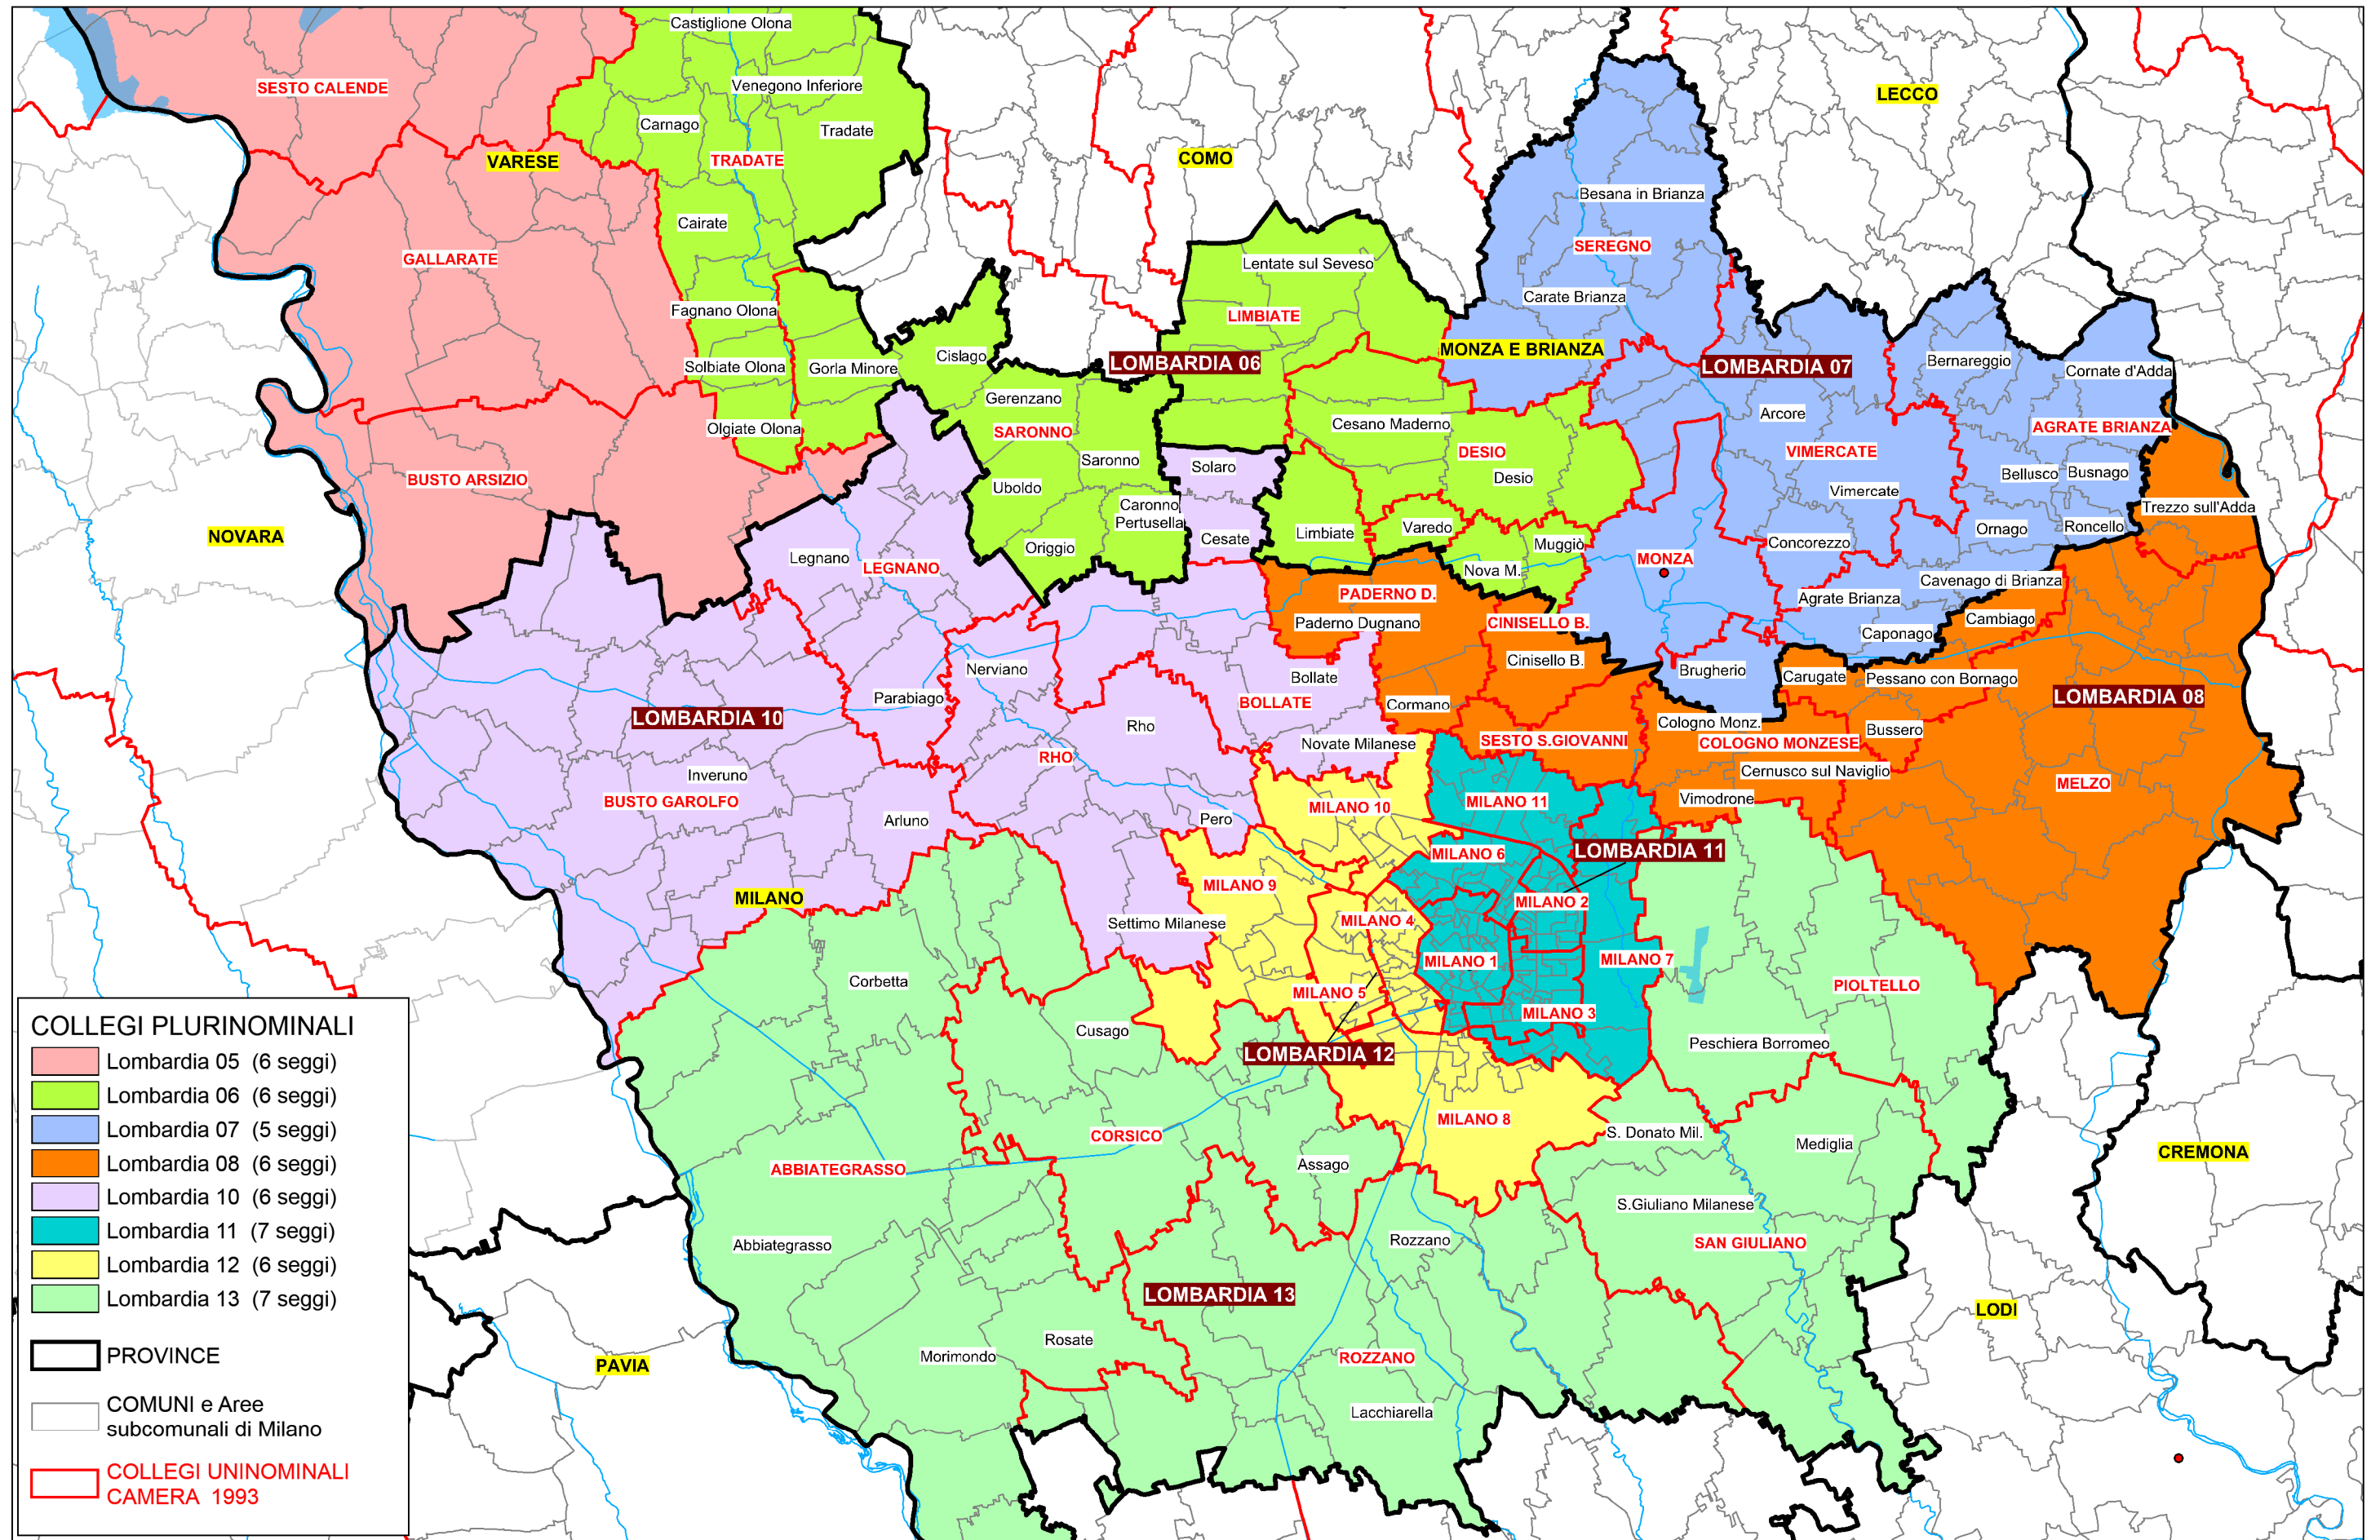 Castiglione Olona
SESTO CALENDE
Venegono Inferiore
LECCO
Carnago
Tradate
VARESE
TRADATE
COMO
Besana in Brianza
Cairate
SEREGNO
GALLARATE
Lentate sul Seveso
Carate Brianza
Fagnano Olona
LIMBIATE
MONZA E BRIANZA
Cislago
LOMBARDIA 06
LOMBARDIA 07
Bernareggio
Solbiate Olona
Gorla Minore
Cornate d'Adda
Gerenzano
Arcore
Olgiate Olona
SARONNO
Cesano Maderno
AGRATE BRIANZA
DESIO
VIMERCATE
Saronno
Solaro
BUSTO ARSIZIO
Desio
Bellusco
Busnago
Uboldo
Vimercate
Caronno
Pertusella
Trezzo sull'Adda
NOVARA
Limbiate
Varedo
Ornago
Roncello
Cesate
Origgio
Muggiò
Concorezzo
Legnano
LEGNANO
MONZA
Nova M.
Cavenago di Brianza
PADERNO D.
Agrate Brianza
Paderno Dugnano
CINISELLO B.
Cambiago
Caponago
Nerviano
Cinisello B.
Brugherio
Bollate
Carugate
Pessano con Bornago
Parabiago
BOLLATE
Cormano
LOMBARDIA 08
LOMBARDIA 10
Rho
Cologno Monz.
Bussero
Novate Milanese
SESTO S.GIOVANNI
COLOGNO MONZESE
RHO
Inveruno
Cernusco sul Naviglio
MELZO
BUSTO GAROLFO
MILANO 10
MILANO 11
Vimodrone
Arluno
Pero
MILANO 6
LOMBARDIA 11
MILANO 9
MILANO
MILANO 2
Settimo Milanese
MILANO 4
MILANO 1
MILANO 7
Corbetta
PIOLTELLO
MILANO 5
MILANO 3
Cusago
Peschiera Borromeo
LOMBARDIA 12
MILANO 8
S. Donato Mil.
CORSICO
Mediglia
CREMONA
Assago
ABBIATEGRASSO
S.Giuliano Milanese
Rozzano
Abbiategrasso
SAN GIULIANO
LOMBARDIA 13
LODI
Rosate
Morimondo
ROZZANO
PAVIA
Lacchiarella
COLLEGI PLURINOMINALI
Lombardia 05 (6 seggi)
Lombardia 06 (6 seggi)
Lombardia 07 (5 seggi)
Lombardia 08 (6 seggi)
Lombardia 10 (6 seggi)
Lombardia 11 (7 seggi)
Lombardia 12 (6 seggi)
Lombardia 13 (7 seggi)
PROVINCE
COMUNI e Aree
subcomunali di Milano
COLLEGI UNINOMINALI
CAMERA 1993